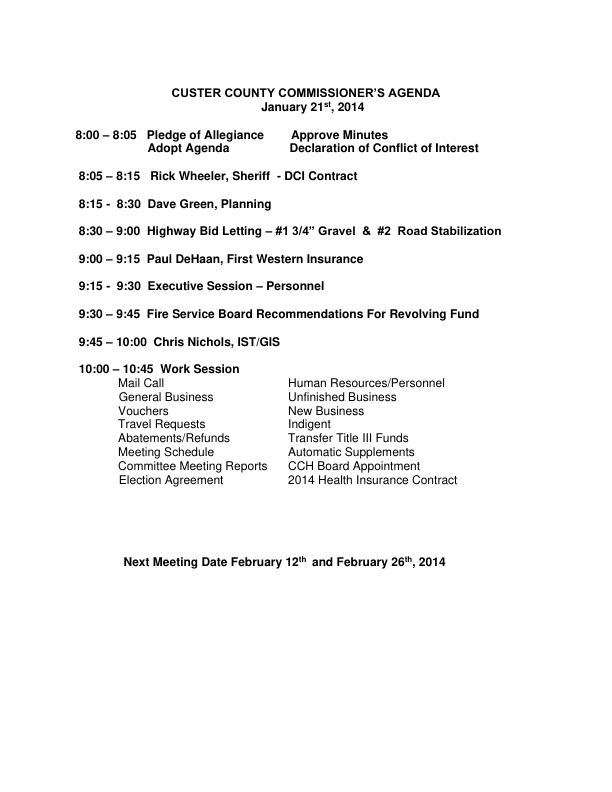 CUSTER COUNTY COMMISSIONER’S AGENDA
January 21st, 2014
8:00 – 8:05 Pledge of Allegiance Approve Minutes
Adopt Agenda Declaration of Conflict of Interest
8:05 – 8:15 Rick Wheeler, Sheriff - DCI Contract
8:15 - 8:30 Dave Green, Planning
8:30 – 9:00 Highway Bid Letting – #1 3/4” Gravel & #2 Road Stabilization
9:00 – 9:15 Paul DeHaan, First Western Insurance
9:15 - 9:30 Executive Session – Personnel
9:30 – 9:45 Fire Service Board Recommendations For Revolving Fund
9:45 – 10:00 Chris Nichols, IST/GIS
10:00 – 10:45 Work Session
Mail Call Human Resources/Personnel
General Business Unfinished Business
Vouchers New Business
Travel Requests Indigent
Abatements/Refunds Transfer Title III Funds
Meeting Schedule Automatic Supplements
Committee Meeting Reports CCH Board Appointment
Election Agreement 2014 Health Insurance Contract
Next Meeting Date February 12th and February 26th, 2014